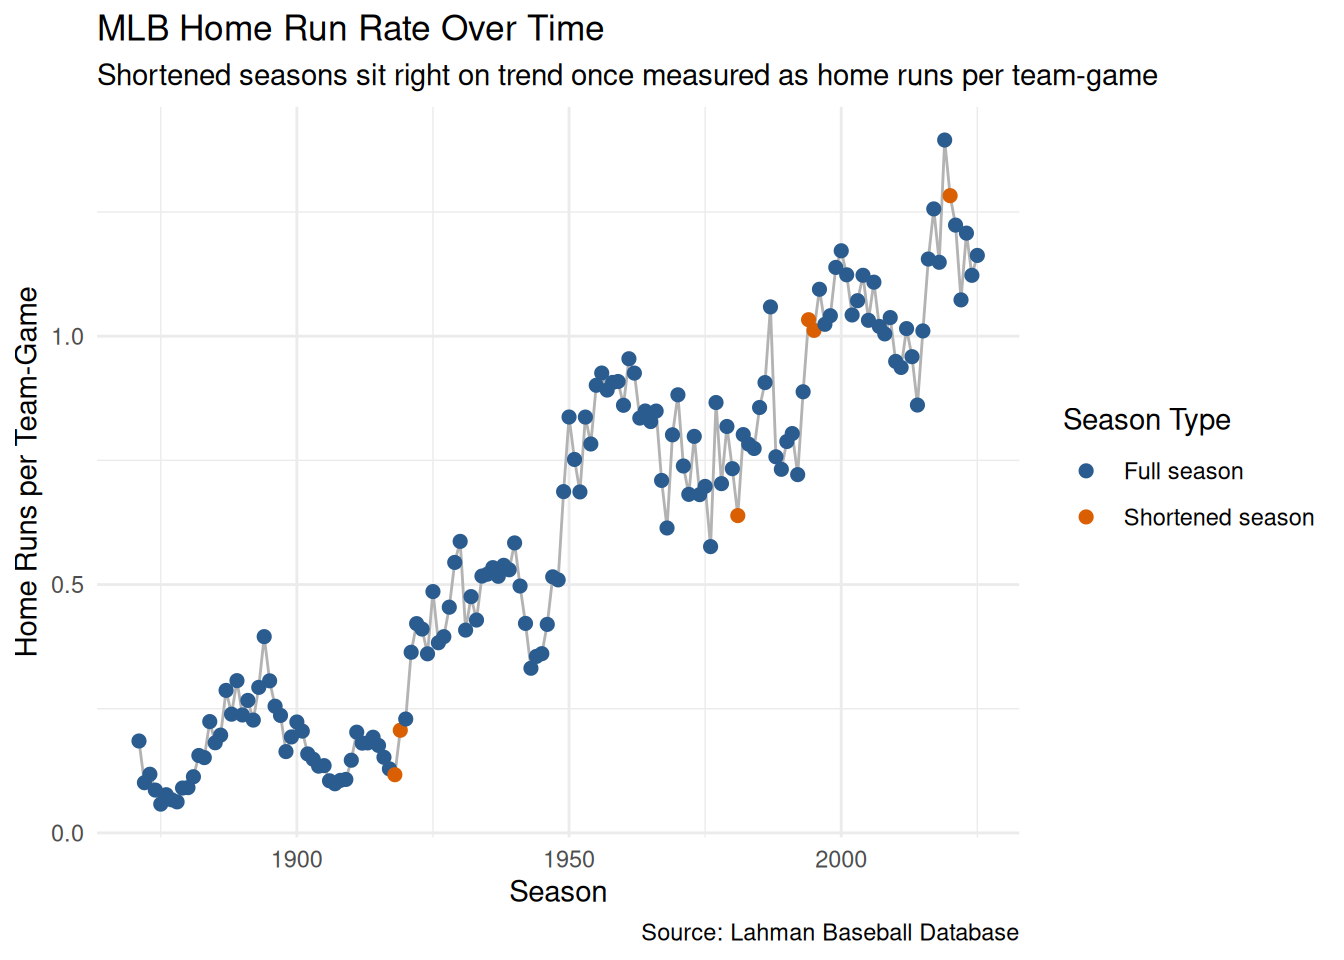 MLB Home Run Rate Over Time
Shortened seasons sit right on trend once measured as home runs per team-game
Home Runs per Team-Game
1.0
0.5
0.0
1900
1950
2000
Season
Season Type
Full season
Shortened season
Source: Lahman Baseball Database